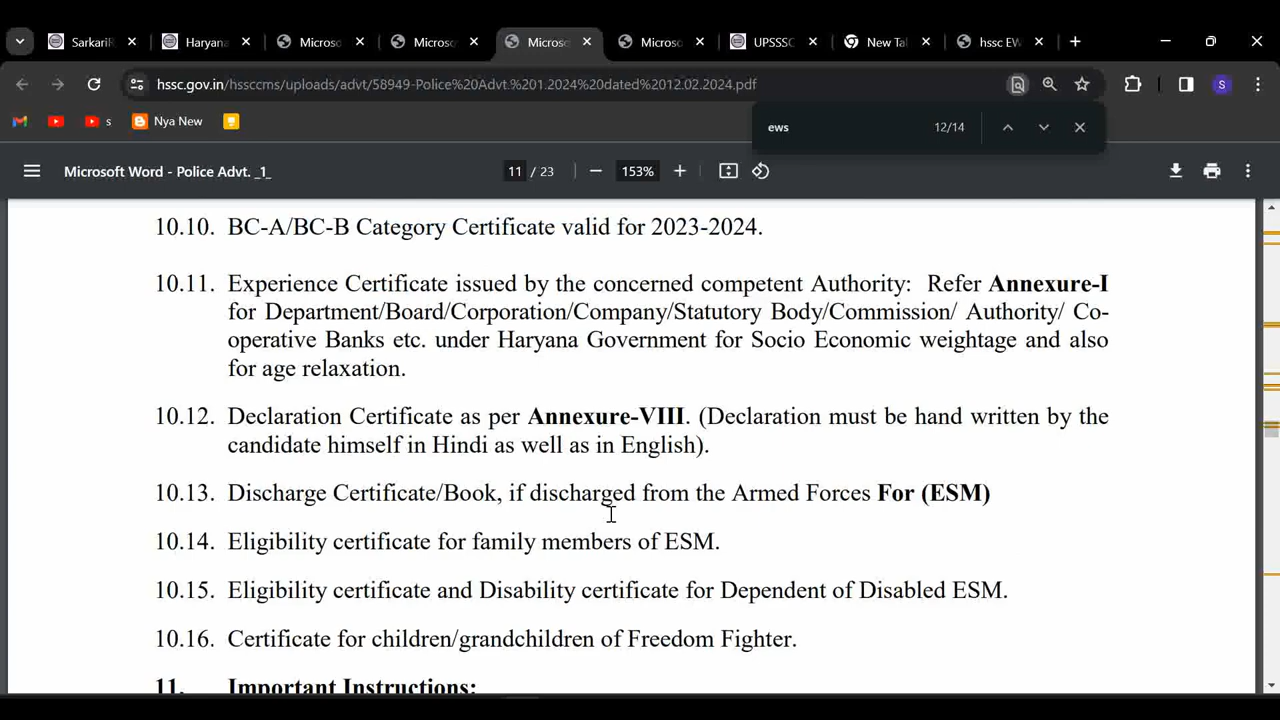 SarkariR
Haryana
Microso
Microso
Microso
Microso
UPSSSC
New Tal
hssc EW
hssc.gov.in/hssccms/uploads/advt/58949-Police%20Advt.%201.2024%20dated%2012.02.2024.pdf
S
s
Nya New
ews
12/14
Microsoft Word - Police Advt. _1_
11 / 23
153%
10.10. BC-A/BC-B Category Certificate valid for 2023-2024.
10.11. Experience Certificate issued by the concerned competent Authority: Refer Annexure-I
for Department/Board/Corporation/Company/Statutory Body/Commission/ Authority/ Co-
operative Banks etc. under Haryana Government for Socio Economic weightage and also
for age relaxation.
10.12. Declaration Certificate as per Annexure-VIII. (Declaration must be hand written by the
candidate himself in Hindi as well as in English).
10.13. Discharge Certificate/Book, if discharged from the Armed Forces For (ESM)
10.14. Eligibility certificate for family members of ESM.
10.15. Eligibility certificate and Disability certificate for Dependent of Disabled ESM.
10.16. Certificate for children/grandchildren of Freedom Fighter.
11. Important Instructions: